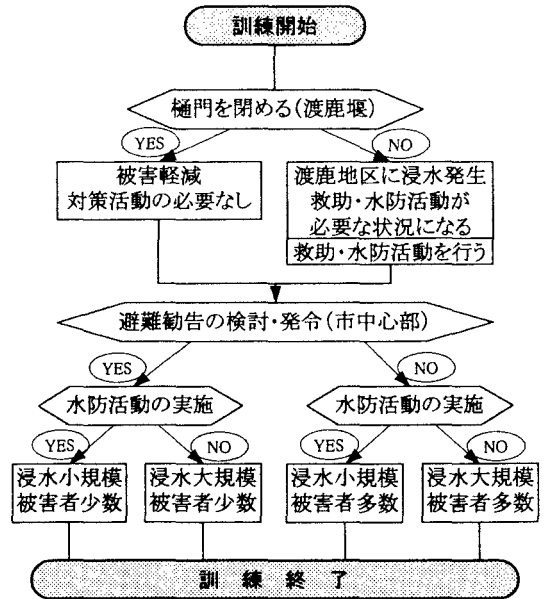 訓練開始
樋門を閉める(渡鹿堰)
YES
NO
被害軽減
対策活動の必要なし
渡鹿地区に浸水発生
救助・水防活動が
必要な状況になる
救助・水防活動を行う
避難勧告の検討・発令(市中心部)
YES
NO
水防活動の実施
水防活動の実施
YES
NO
YES
NO
浸水小規模
被害者少数
浸水大規模
被害者少数
浸水小規模
被害者多数
浸水大規模
被害者多数
訓練終了